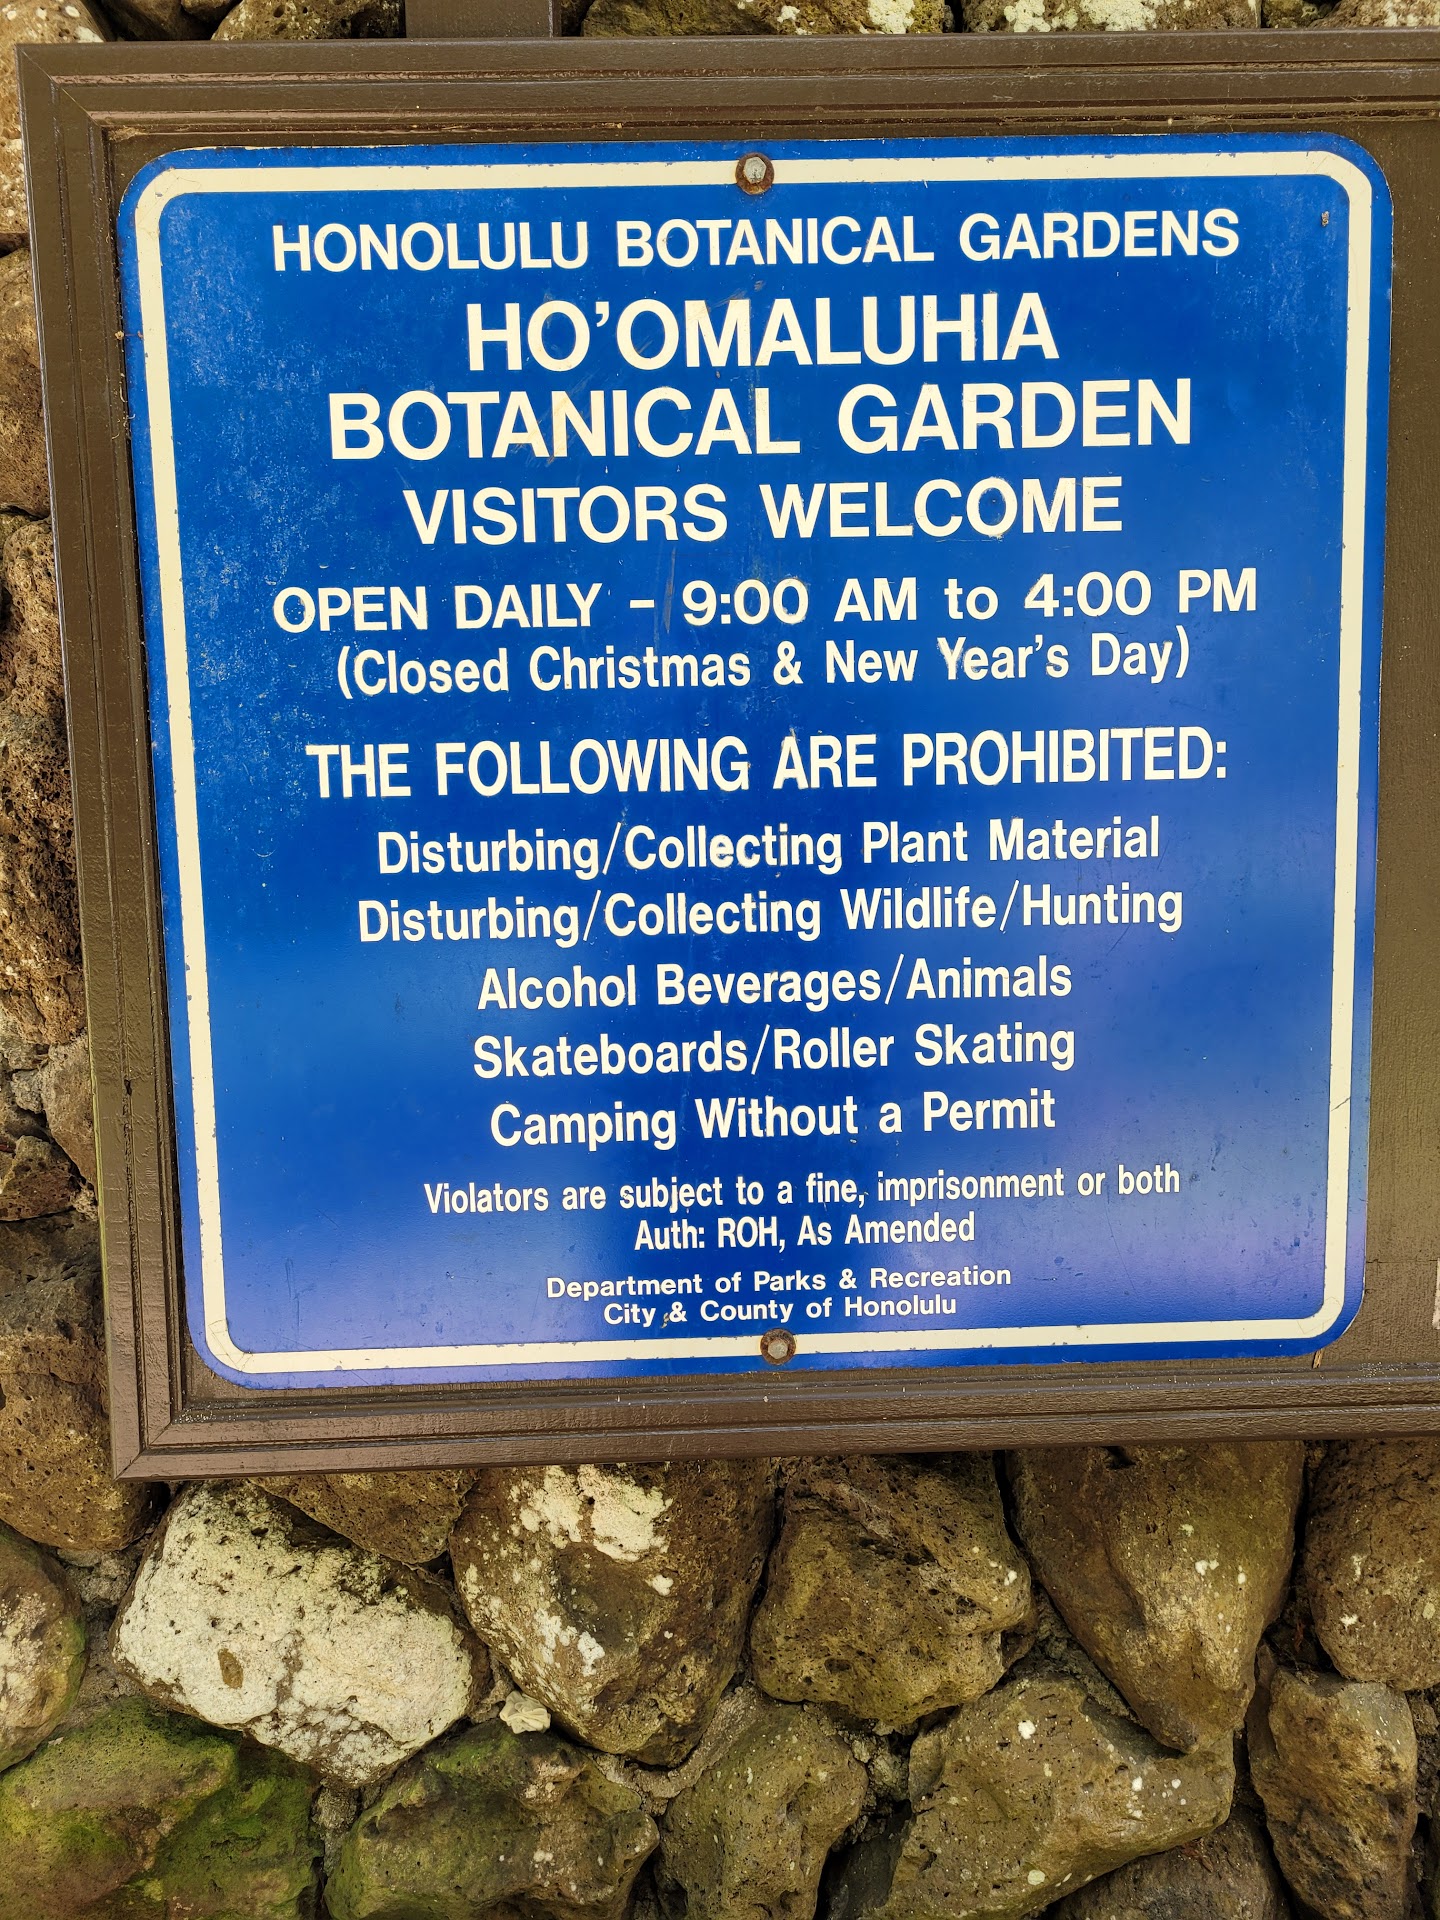 HONOLULU BOTANICAL GARDENS
HO'OMALUHIA
BOTANICAL GARDEN
VISITORS WELCOME
OPEN DAILY - 9:00 AM to 4:00 PM
(Closed Christmas & New Year's Day)
THE FOLLOWING ARE PROHIBITED:
Disturbing/Collecting Plant Material
Disturbing/Collecting Wildlife/Hunting
Alcohol Beverages/Animals
Skateboards/Roller Skating
Camping Without a Permit
Violators are subject to a fine, imprisonment or both
Auth: ROH, As Amended
Department of Parks & Recreation
City & County of Honolulu